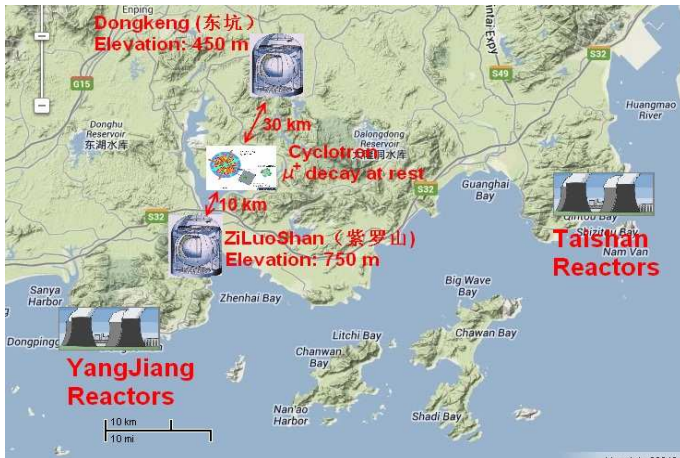 Enping
Dongkeng (东坑)
Elevation: 450 m
G15
S32
S49
Huangmao
River
Donghu
Reservoir
东湖水库
30 km
Dalongdong
Reservoir
Cyclotron
μ+ decay at rest
10 km
S32
S32
Guanghai
Bay
ZiLuoShan (紫罗山)
Elevation: 750 m
Taishan
Reactors
Nam Van
Sanya
Harbor
Zhenhai Bay
Big Wave
Bay
Chawan Bay
Litchi Bay
Chanwan
Bay
YangJiang
Reactors
Nan'ao
Harbor
Shadi Bay
10 km
10 mi